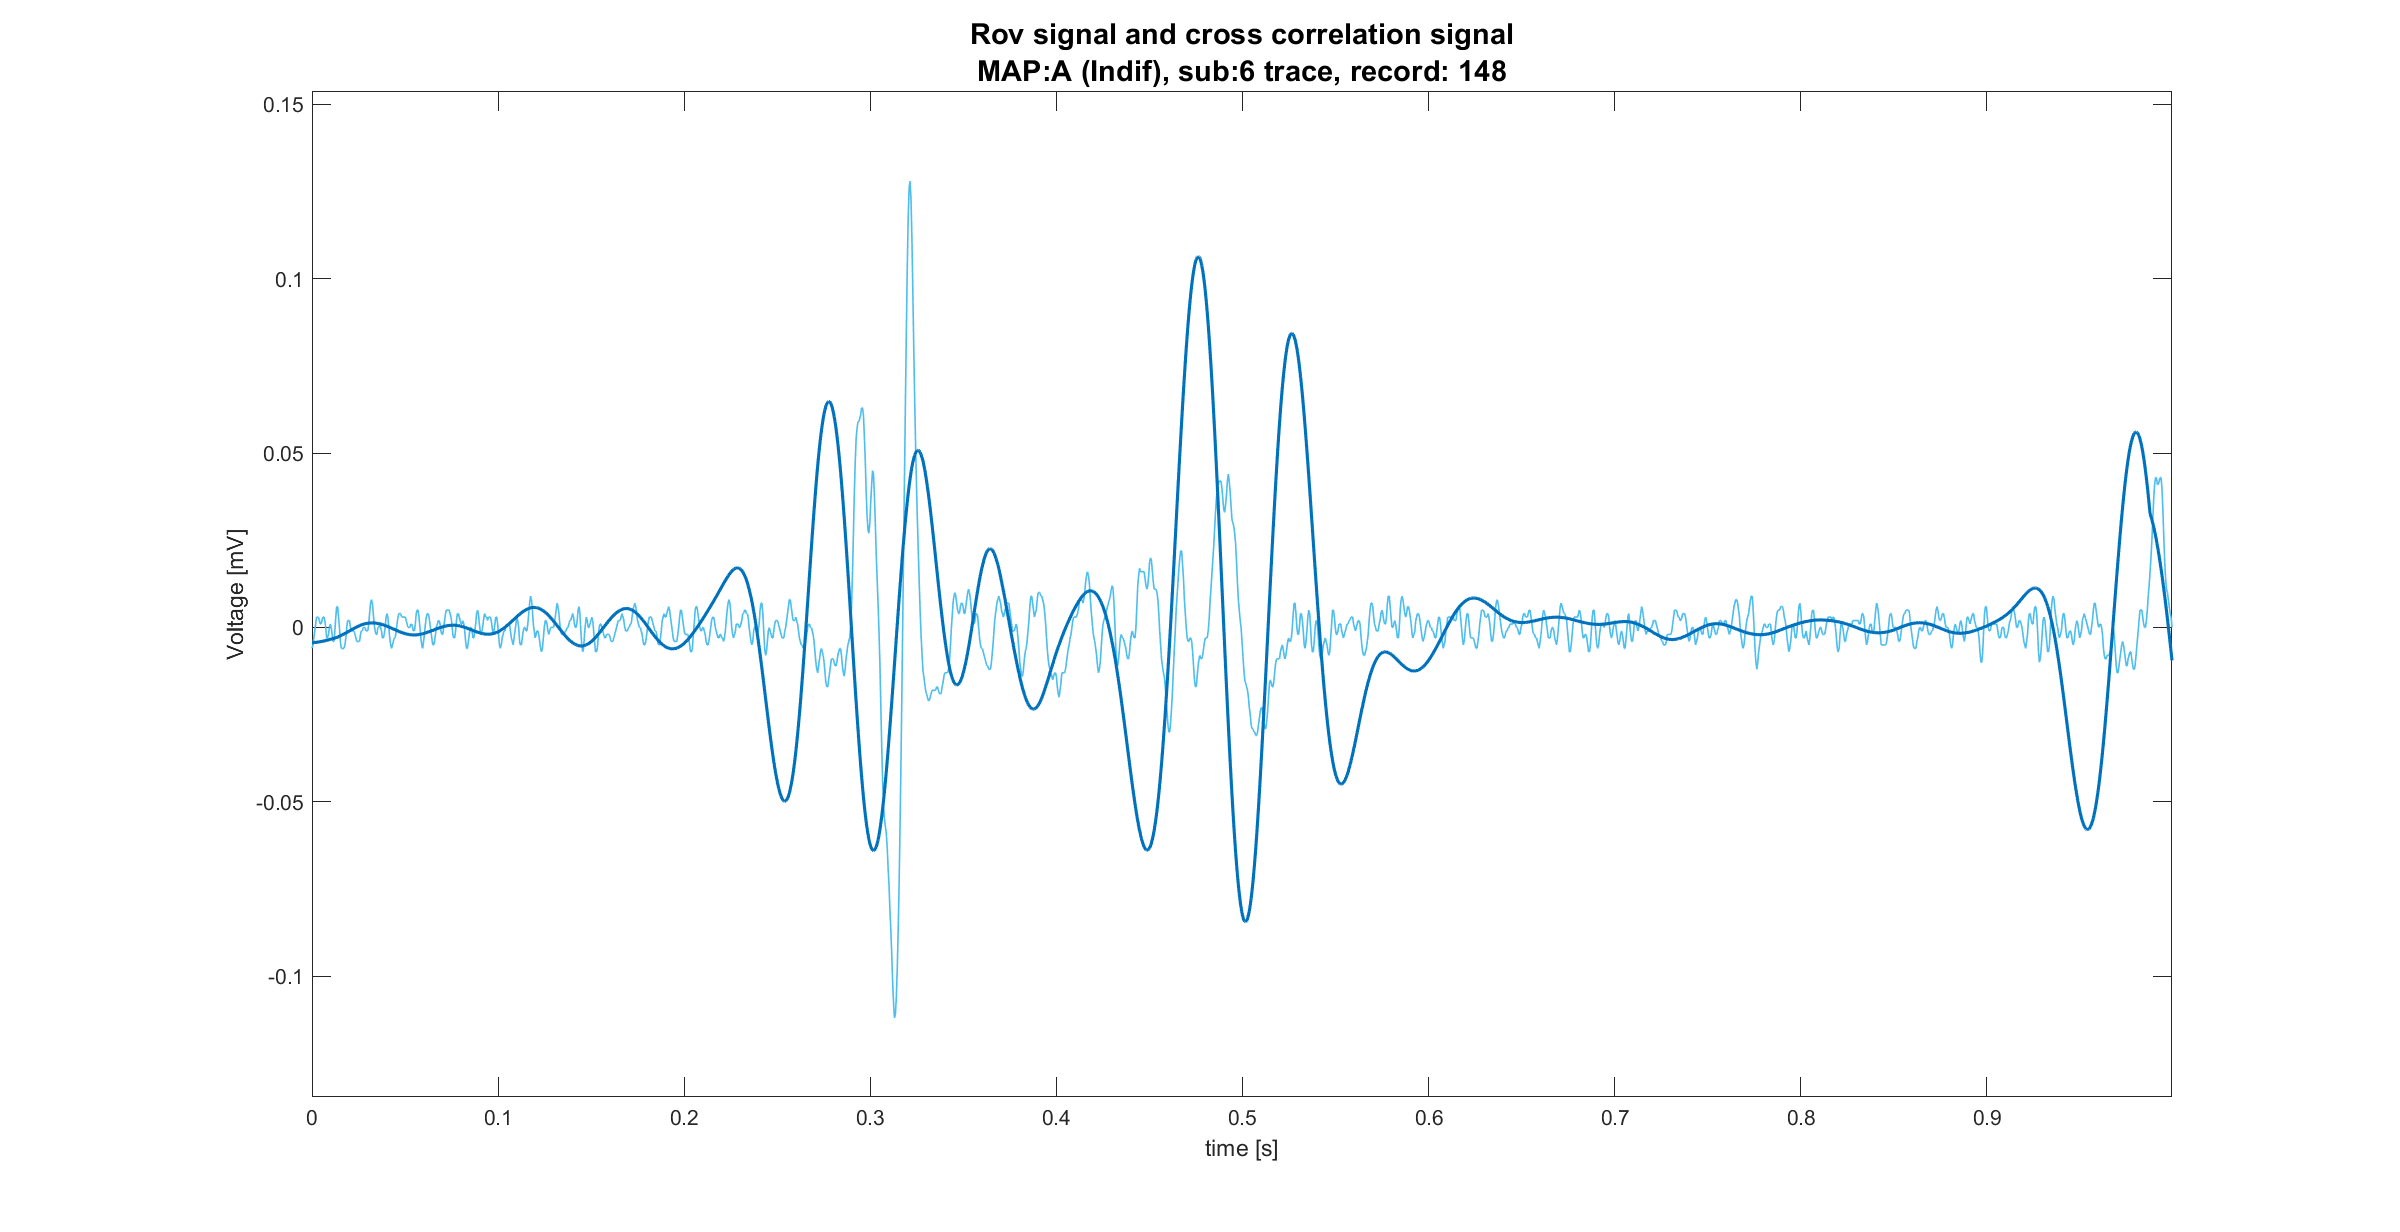 Rov signal and cross correlation signal
MAP:A (Indif), sub:6 trace, record: 148
0.15
0.1
0.05
0
-0.05
-0.1
Voltage [mV]
0 0.1 0.2 0.3 0.4 0.5 0.6 0.7 0.8 0.9
time [s]